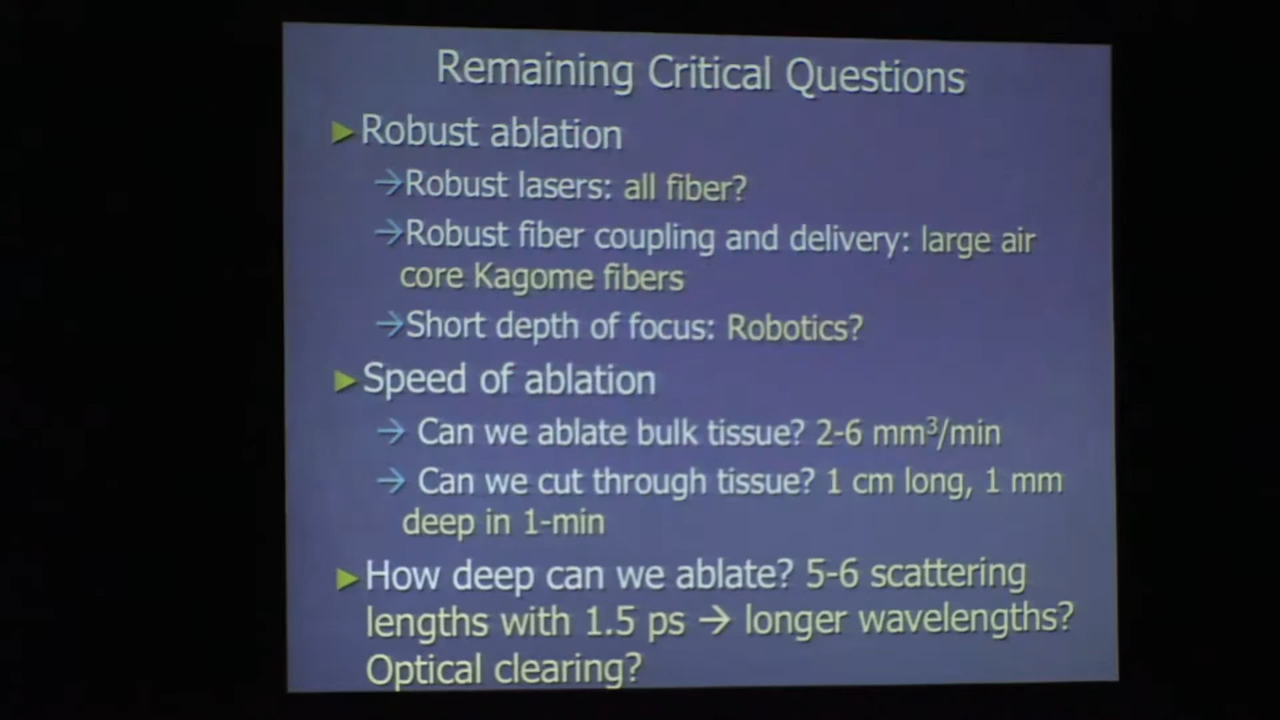 Remaining Critical Questions
►Robust ablation
→Robust lasers: all fiber?
→Robust fiber coupling and delivery: large air
core Kagome fibers
→Short depth of focus: Robotics?
►Speed of ablation
→ Can we ablate bulk tissue? 2-6 mm³/min
→ Can we cut through tissue? 1 cm long, 1 mm
deep in 1-min
►How deep can we ablate? 5-6 scattering
lengths with 1.5 ps → longer wavelengths?
Optical clearing?